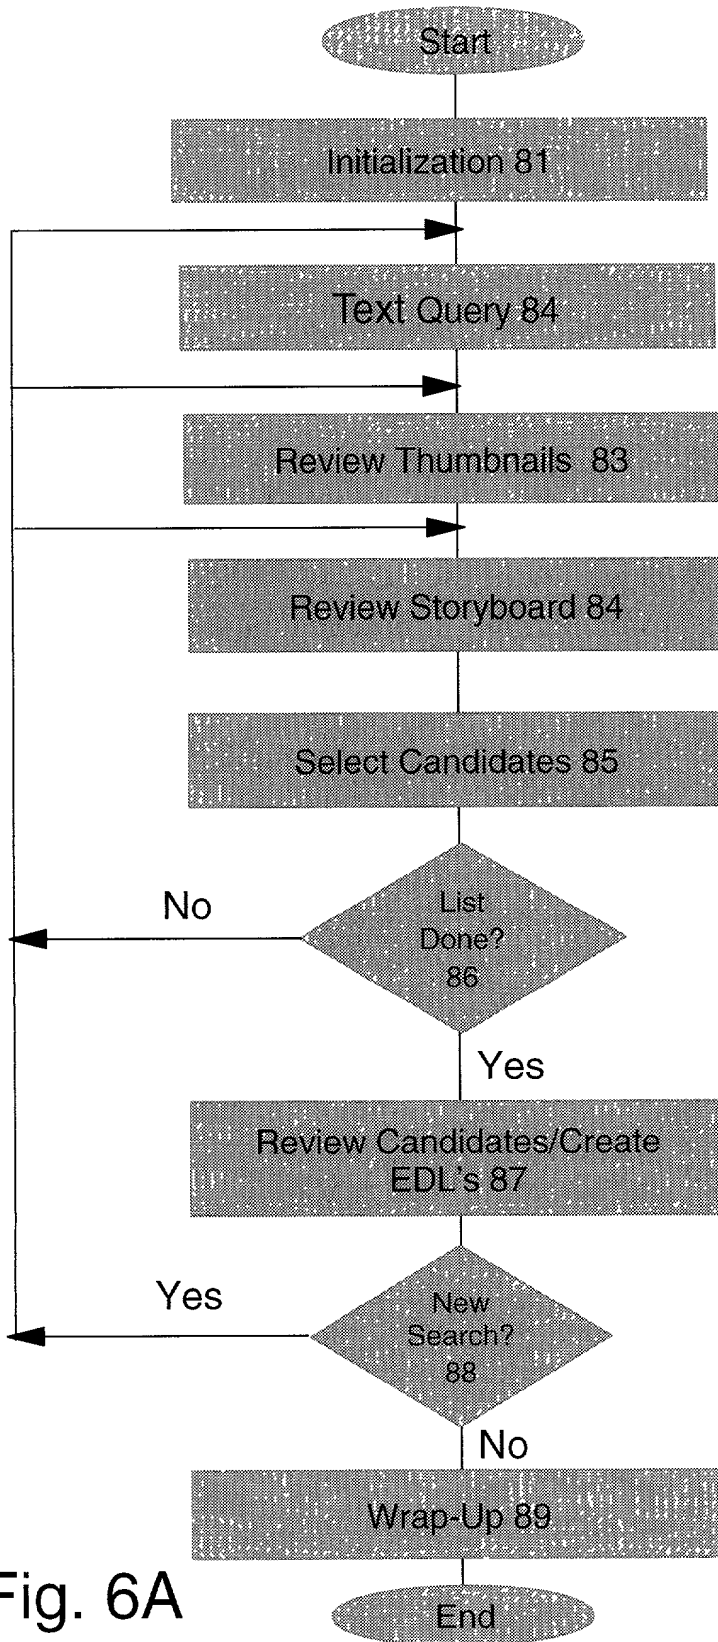 Start
Initialization 81
Text Query 84
Review Thumbnails 83
Review Storyboard 84
Select Candidates 85
List
Done?
86
No
Yes
Review Candidates/Create
EDL's 87
New
Search?
88
Yes
No
Wrap-Up 89
End
Fig. 6A